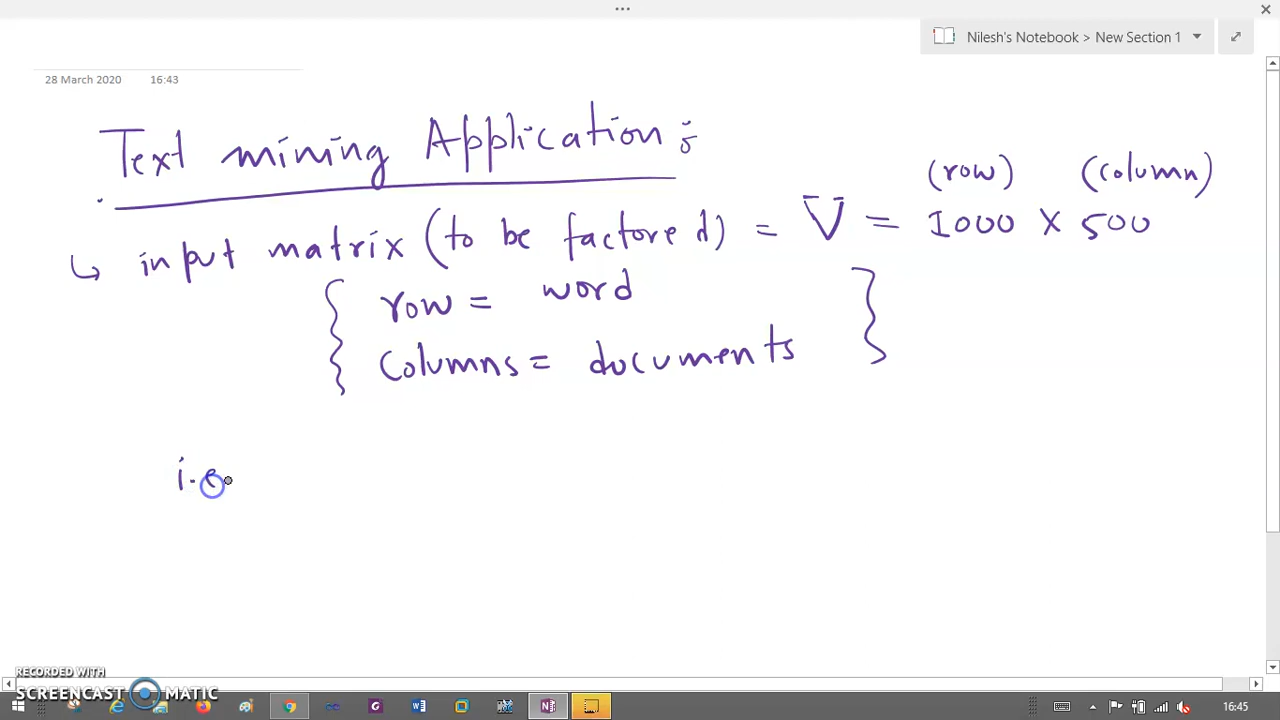 Nilesh's Notebook > New Section 1
28 March 2020 16:43
Text mining Application:
(row) (column)
input matrix (to be factored) = V = 1000 X 500
row = word
Columns = documents
i.e
RECORDED WITH
SCREENCAST MATIC
16:45